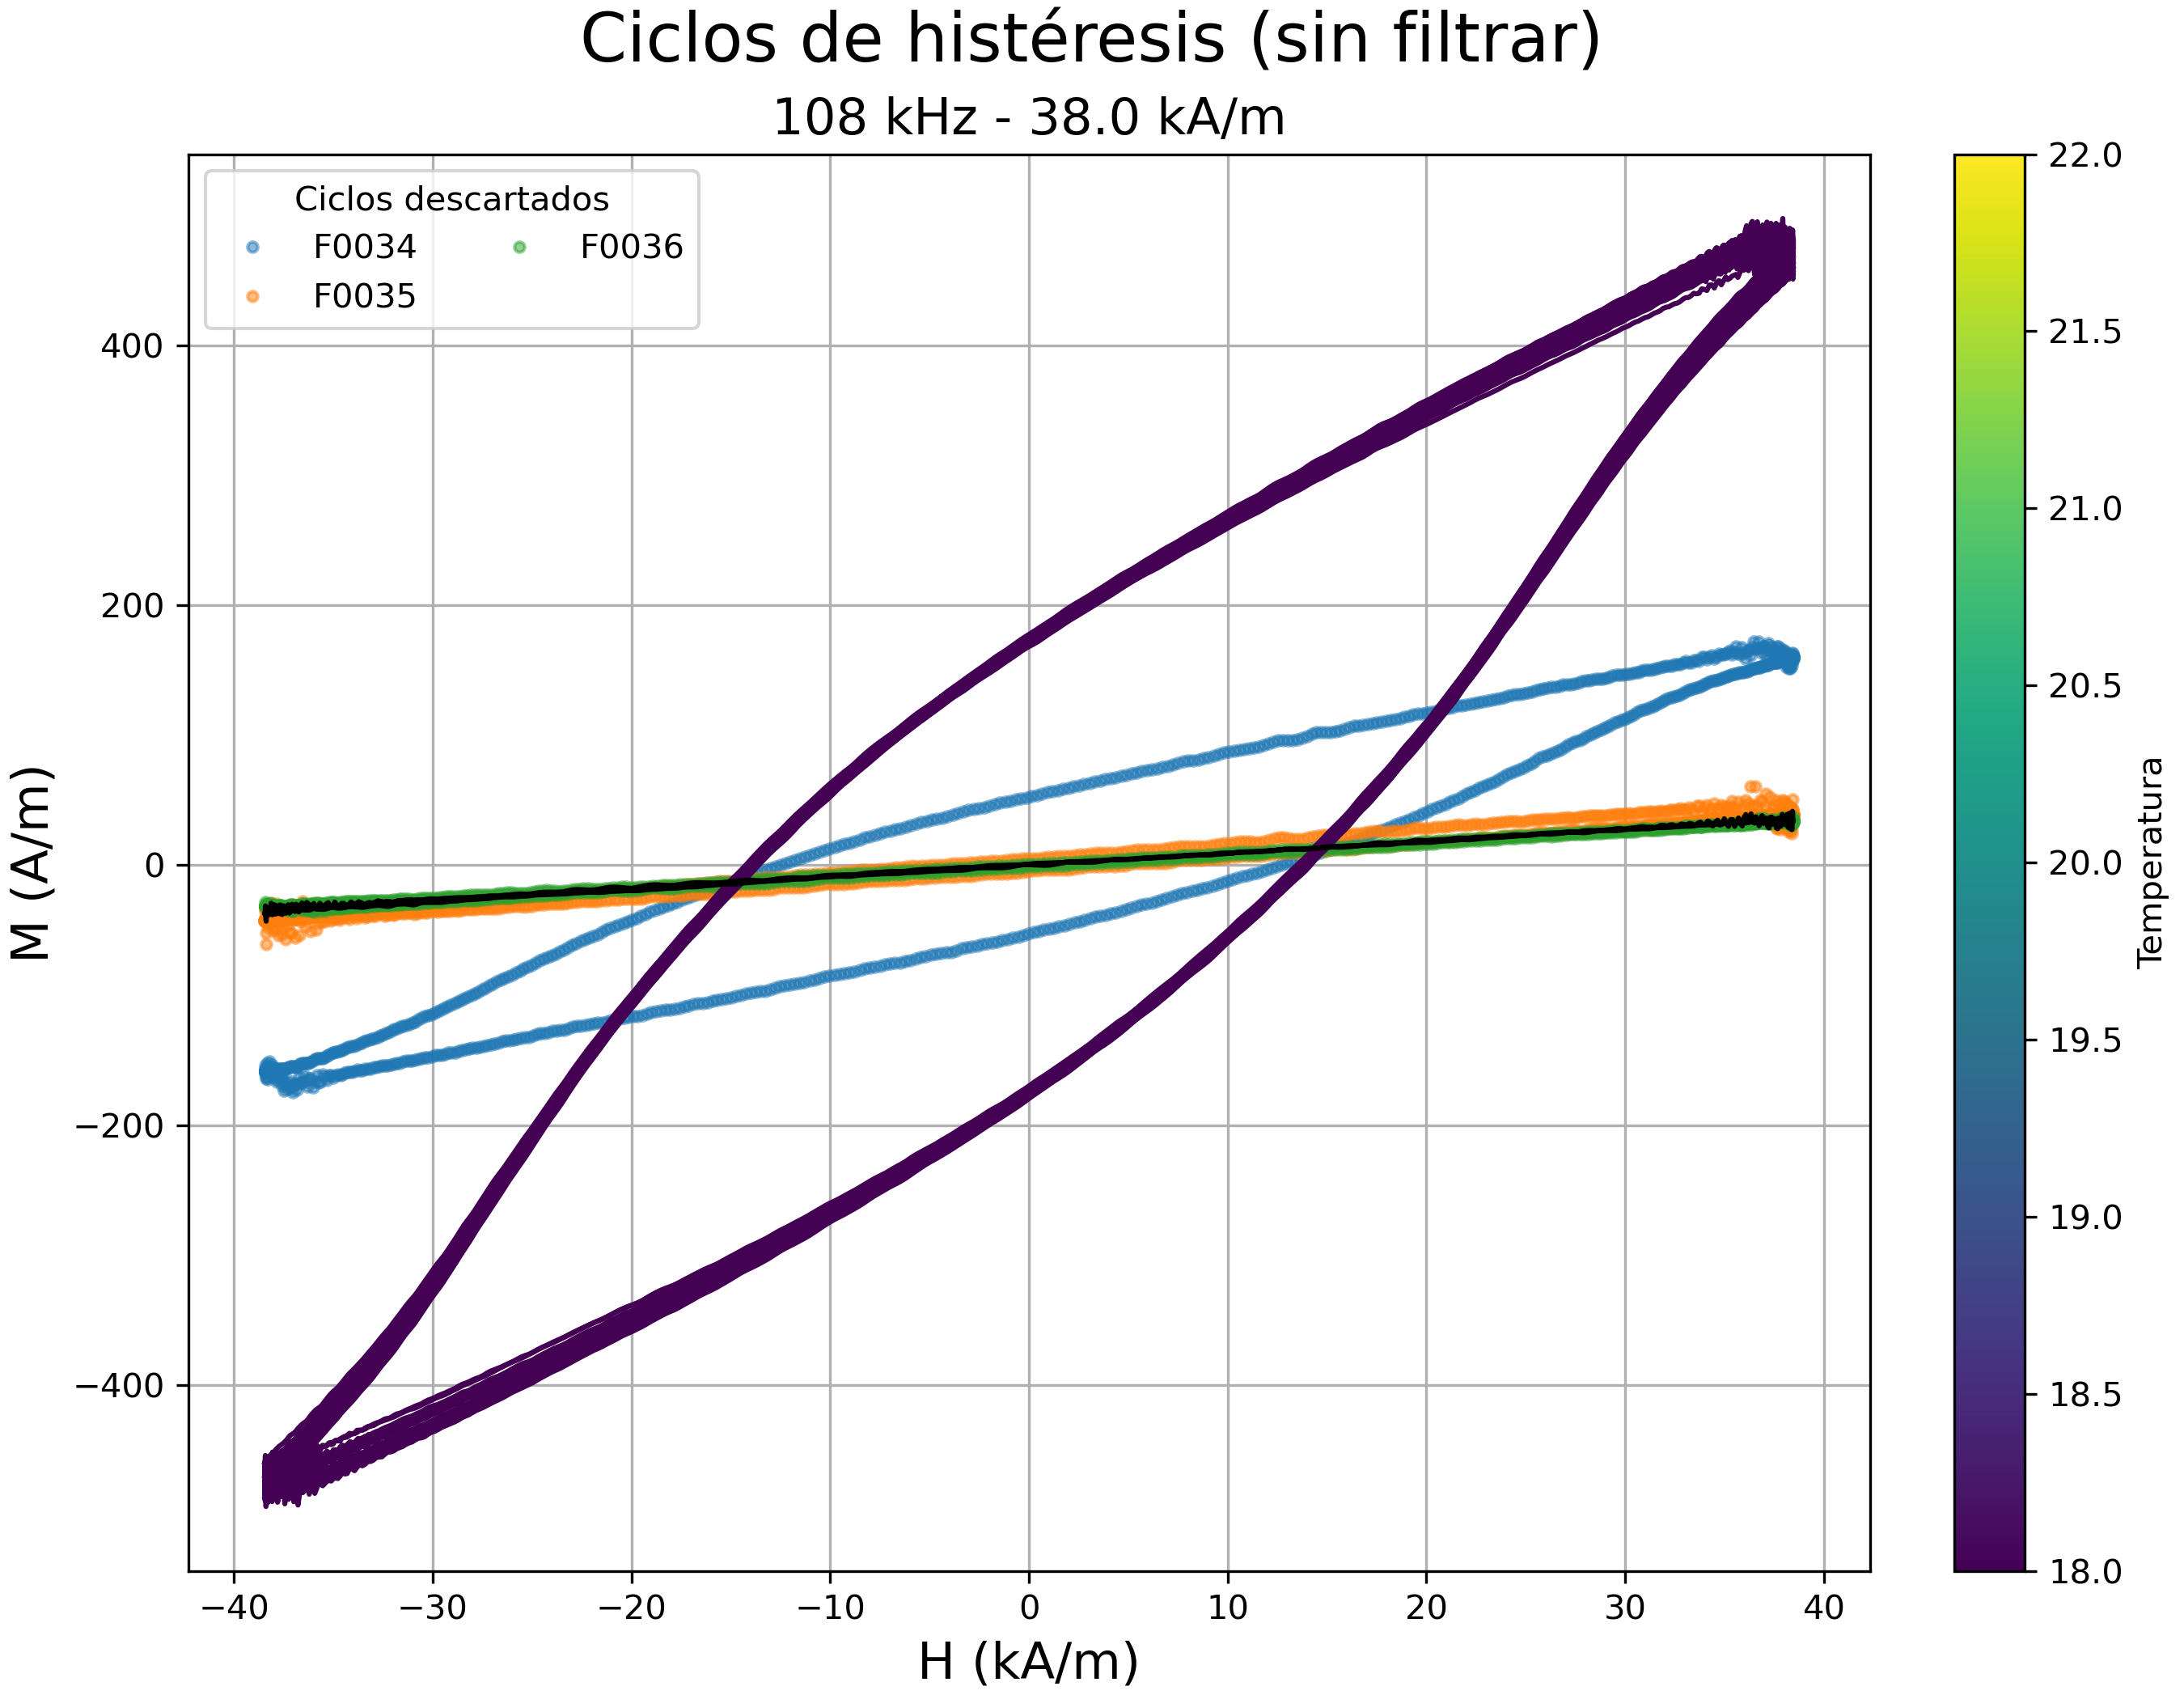 Ciclos de histéresis (sin filtrar)
108 kHz - 38.0 kA/m
Ciclos descartados
F0034
F0035
F0036
M (A/m)
400
200
0
−200
−400
−40
−30
−20
−10
0
10
20
30
40
H (kA/m)
22.0
21.5
21.0
20.5
20.0
19.5
19.0
18.5
18.0
Temperatura